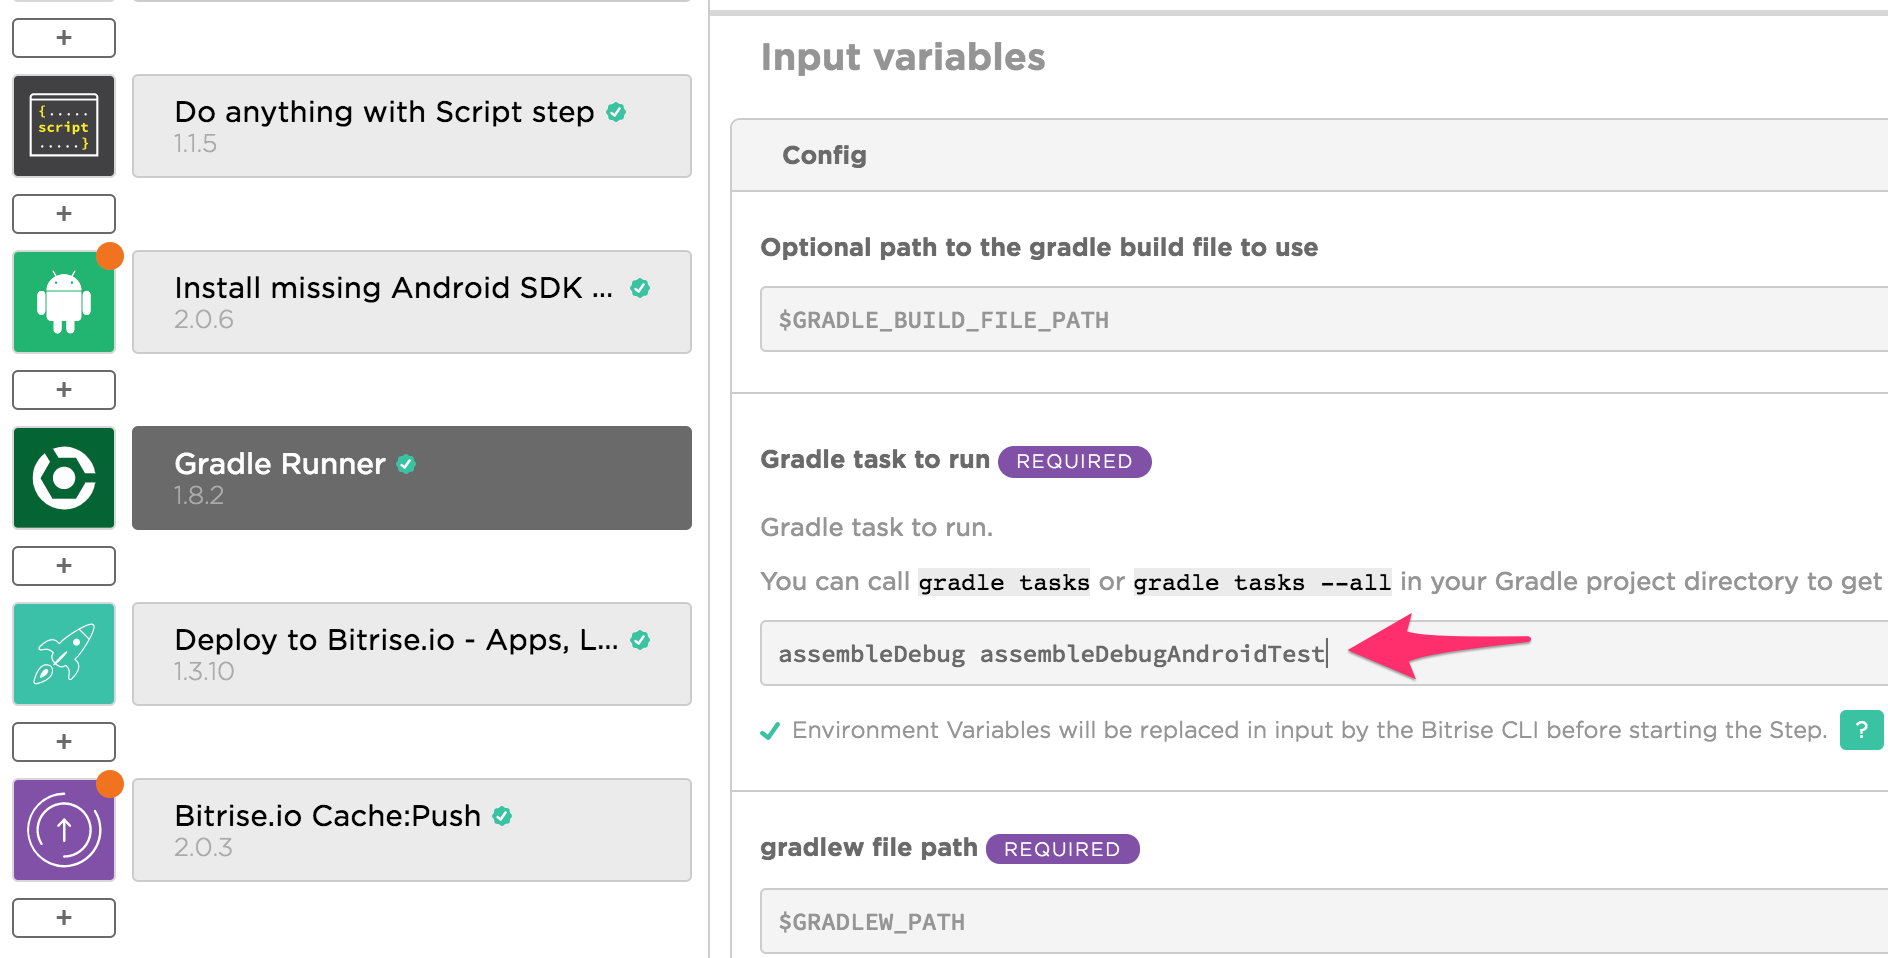 +
{.....
script
.....}
Do anything with Script step
1.1.5
+
Install missing Android SDK ...
2.0.6
+
Gradle Runner
1.8.2
+
Deploy to Bitrise.io - Apps, L...
1.3.10
+
Bitrise.io Cache:Push
2.0.3
+
Input variables
Config
Optional path to the gradle build file to use
$GRADLE_BUILD_FILE_PATH
Gradle task to run REQUIRED
Gradle task to run.
You can call gradle tasks or gradle tasks --all in your Gradle project directory to get
assembleDebug assembleDebugAndroidTest
Environment Variables will be replaced in input by the Bitrise CLI before starting the Step. ?
gradlew file path REQUIRED
$GRADLEW_PATH